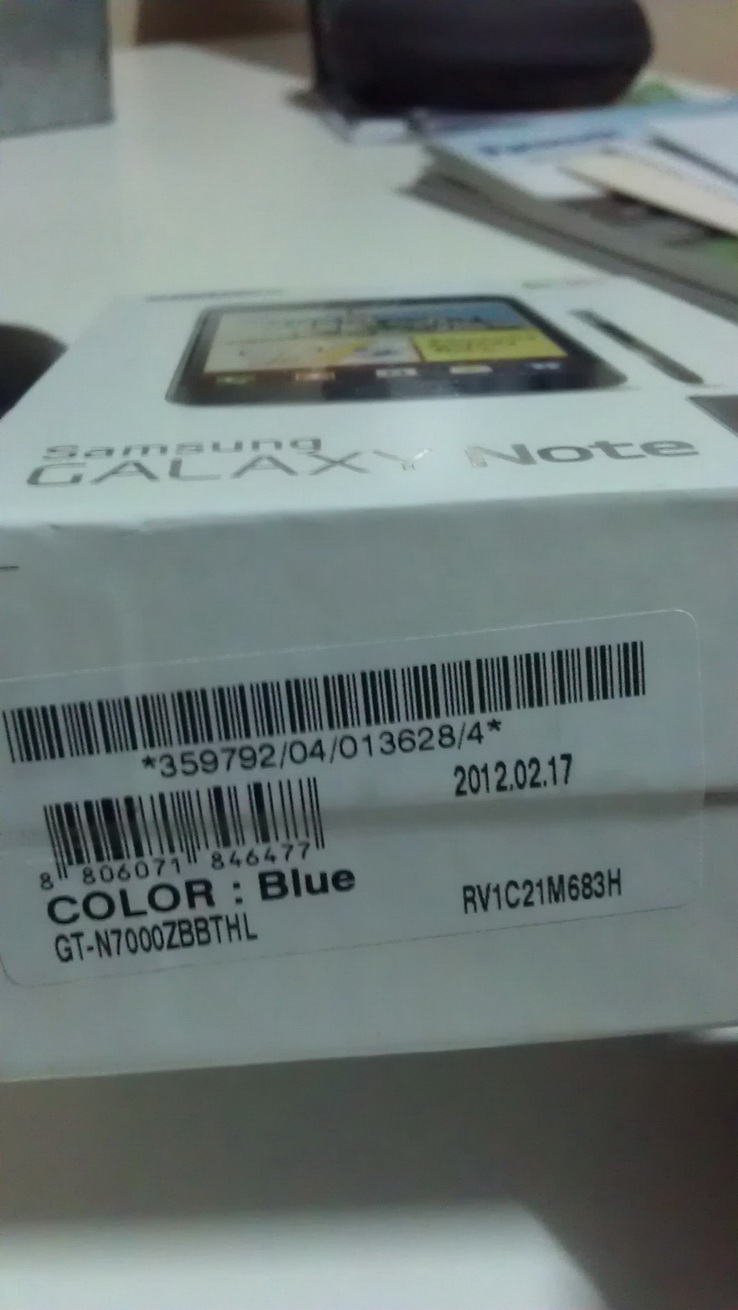 Samsung
GALAXY Note
*359792/04/013628/4*
2012.02.17
8 806071 846477
COLOR : Blue
GT-N7000ZBBTHL
RV1C21M683H